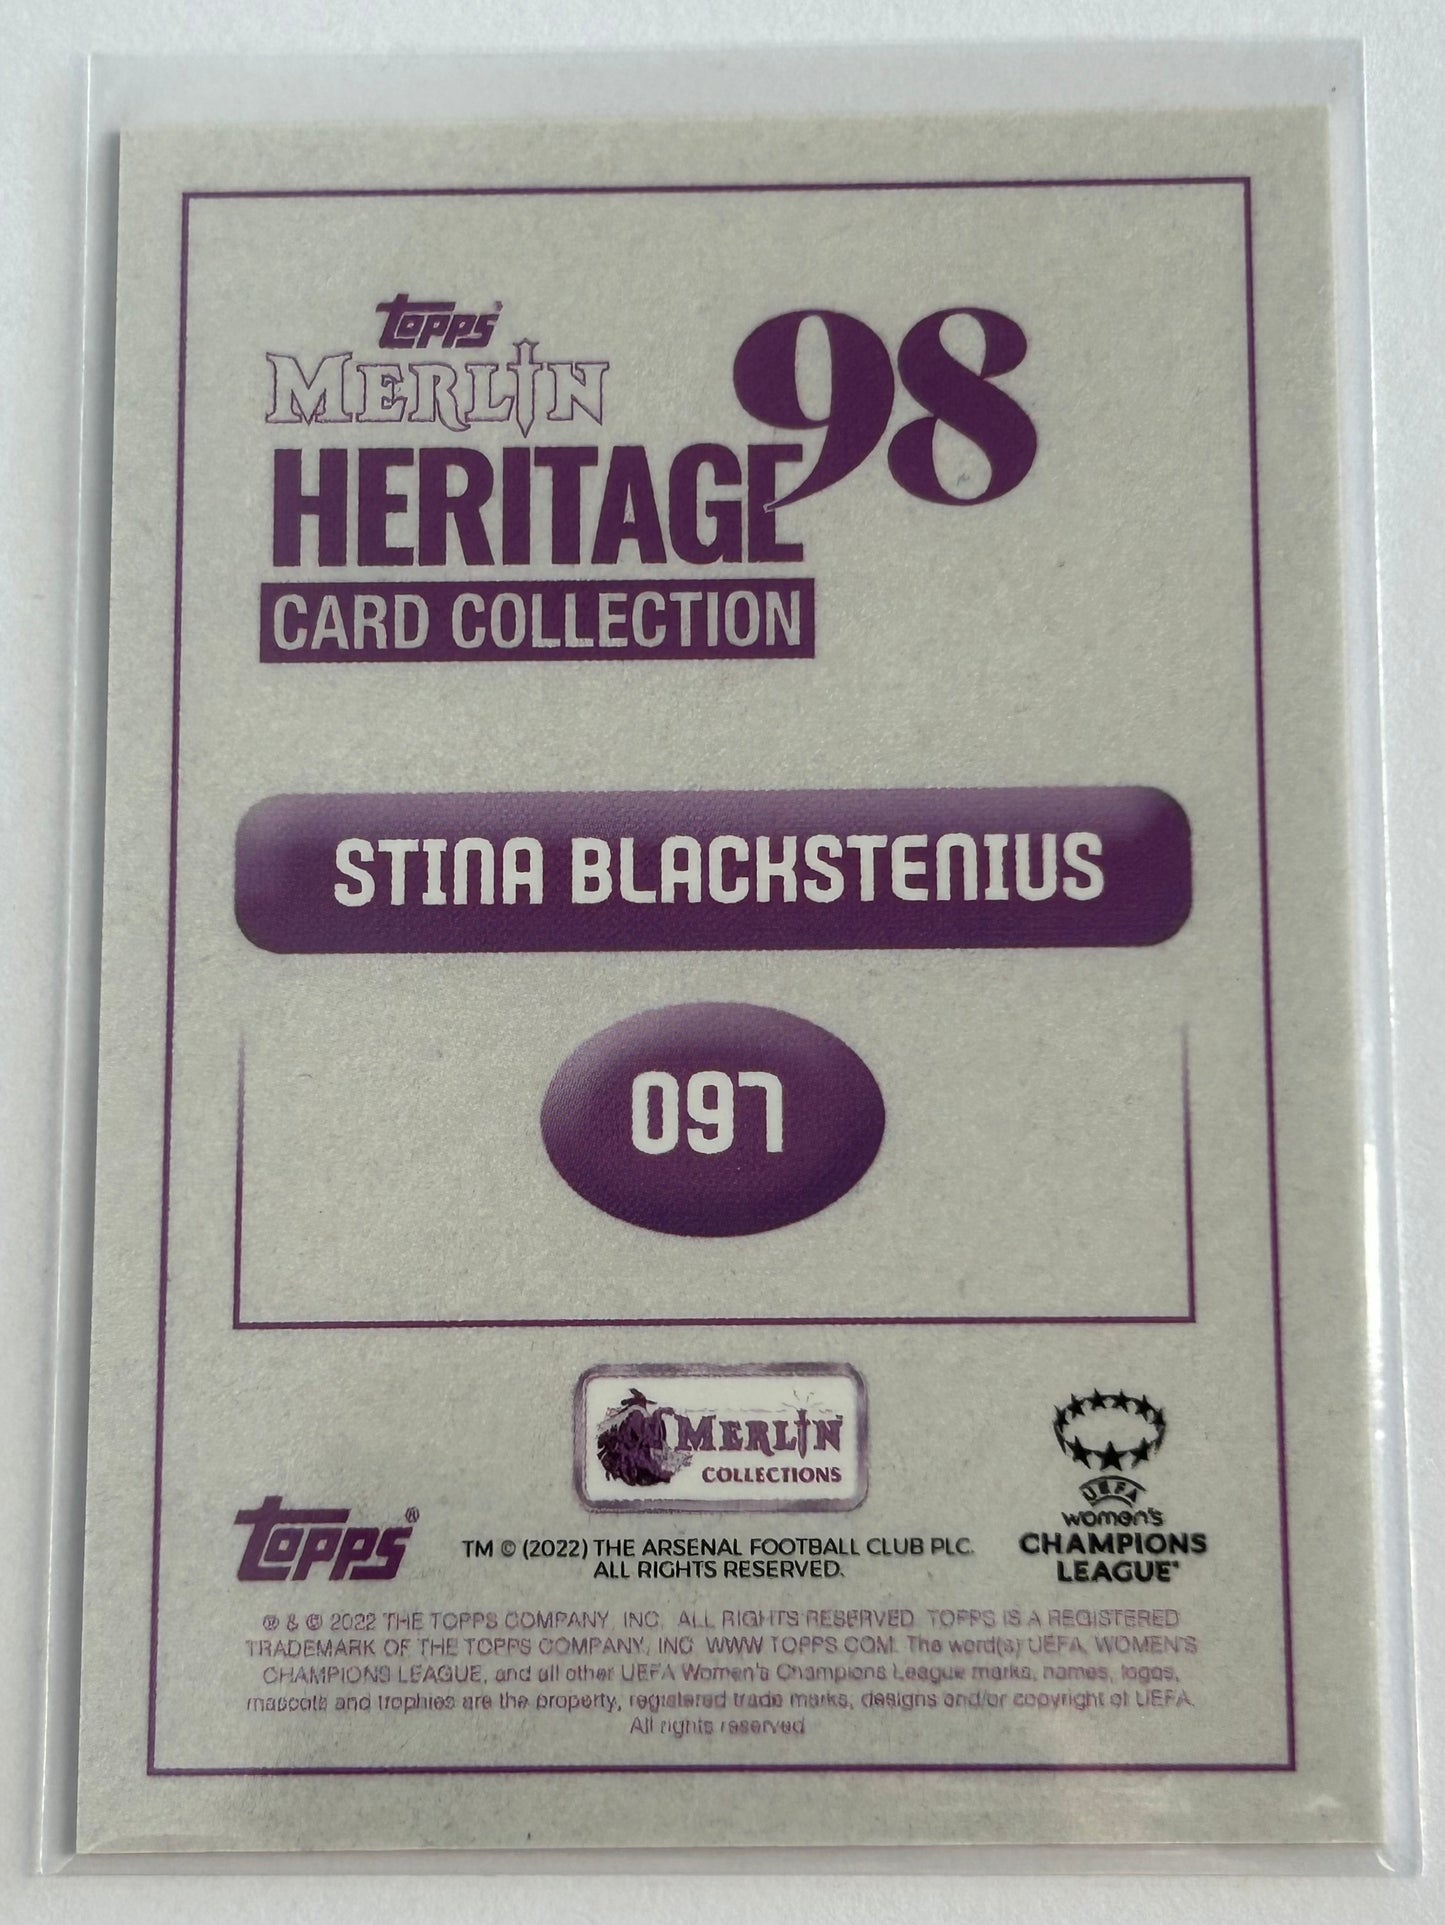 TOPPS
MERLIN
HERITAGE 98
CARD COLLECTION
STINA BLACKSTENIUS
097
MERLIN
COLLECTIONS
TOPPS®
TM © (2022) THE ARSENAL FOOTBALL CLUB PLC.
ALL RIGHTS RESERVED.
UEFA
WOMEN'S
CHAMPIONS
LEAGUE
® & © 2022 THE TOPPS COMPANY, INC. ALL RIGHTS RESERVED. TOPPS IS A REGISTERED
TRADEMARK OF THE TOPPS COMPANY, INC. WWW.TOPPS.COM. The word(s) UEFA, WOMEN'S
CHAMPIONS LEAGUE, and all other UEFA Women's Champions League marks, names, logos,
mascots and trophies are the property, registered trade marks, designs and/or copyright of UEFA.
All rights reserved